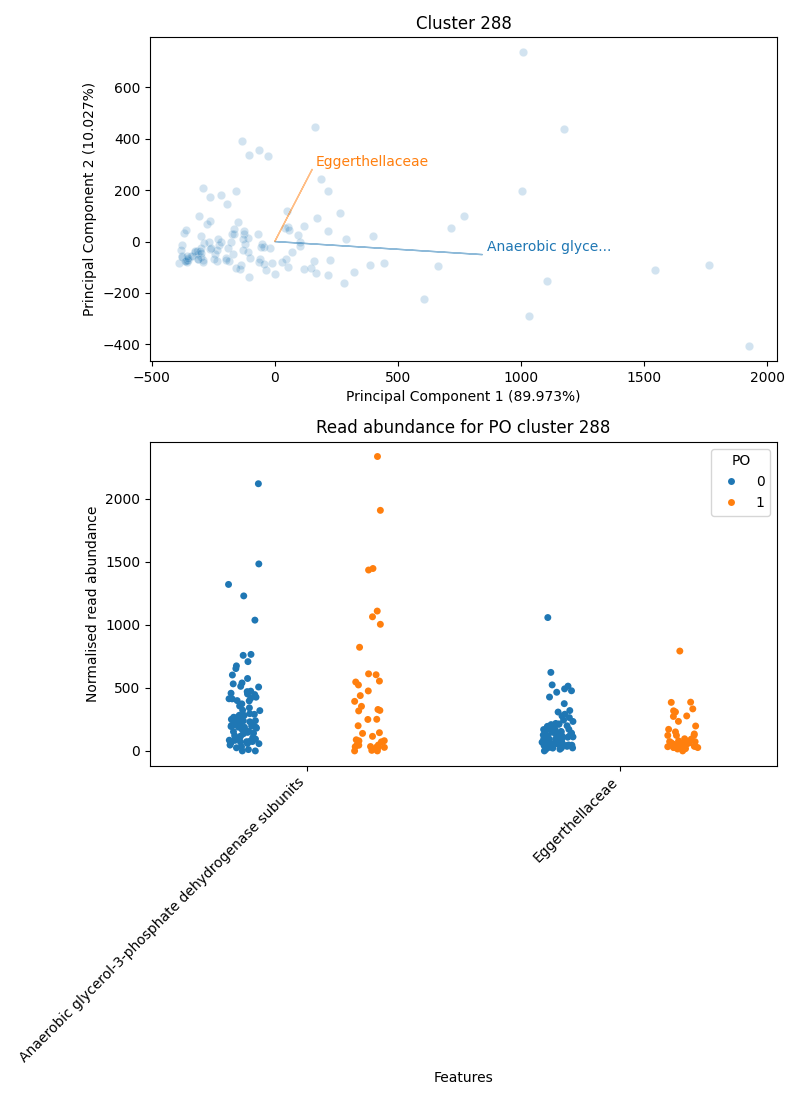 Cluster 288
600
400
200
0
−200
−400
Principal Component 2 (10.027%)
Eggerthellaceae
Anaerobic glyce...
−500
0
500
1000
1500
2000
Principal Component 1 (89.973%)
Read abundance for PO cluster 288
PO
0
1
2000
1500
1000
500
0
Normalised read abundance
Anaerobic glycerol-3-phosphate dehydrogenase subunits
Eggerthellaceae
Features